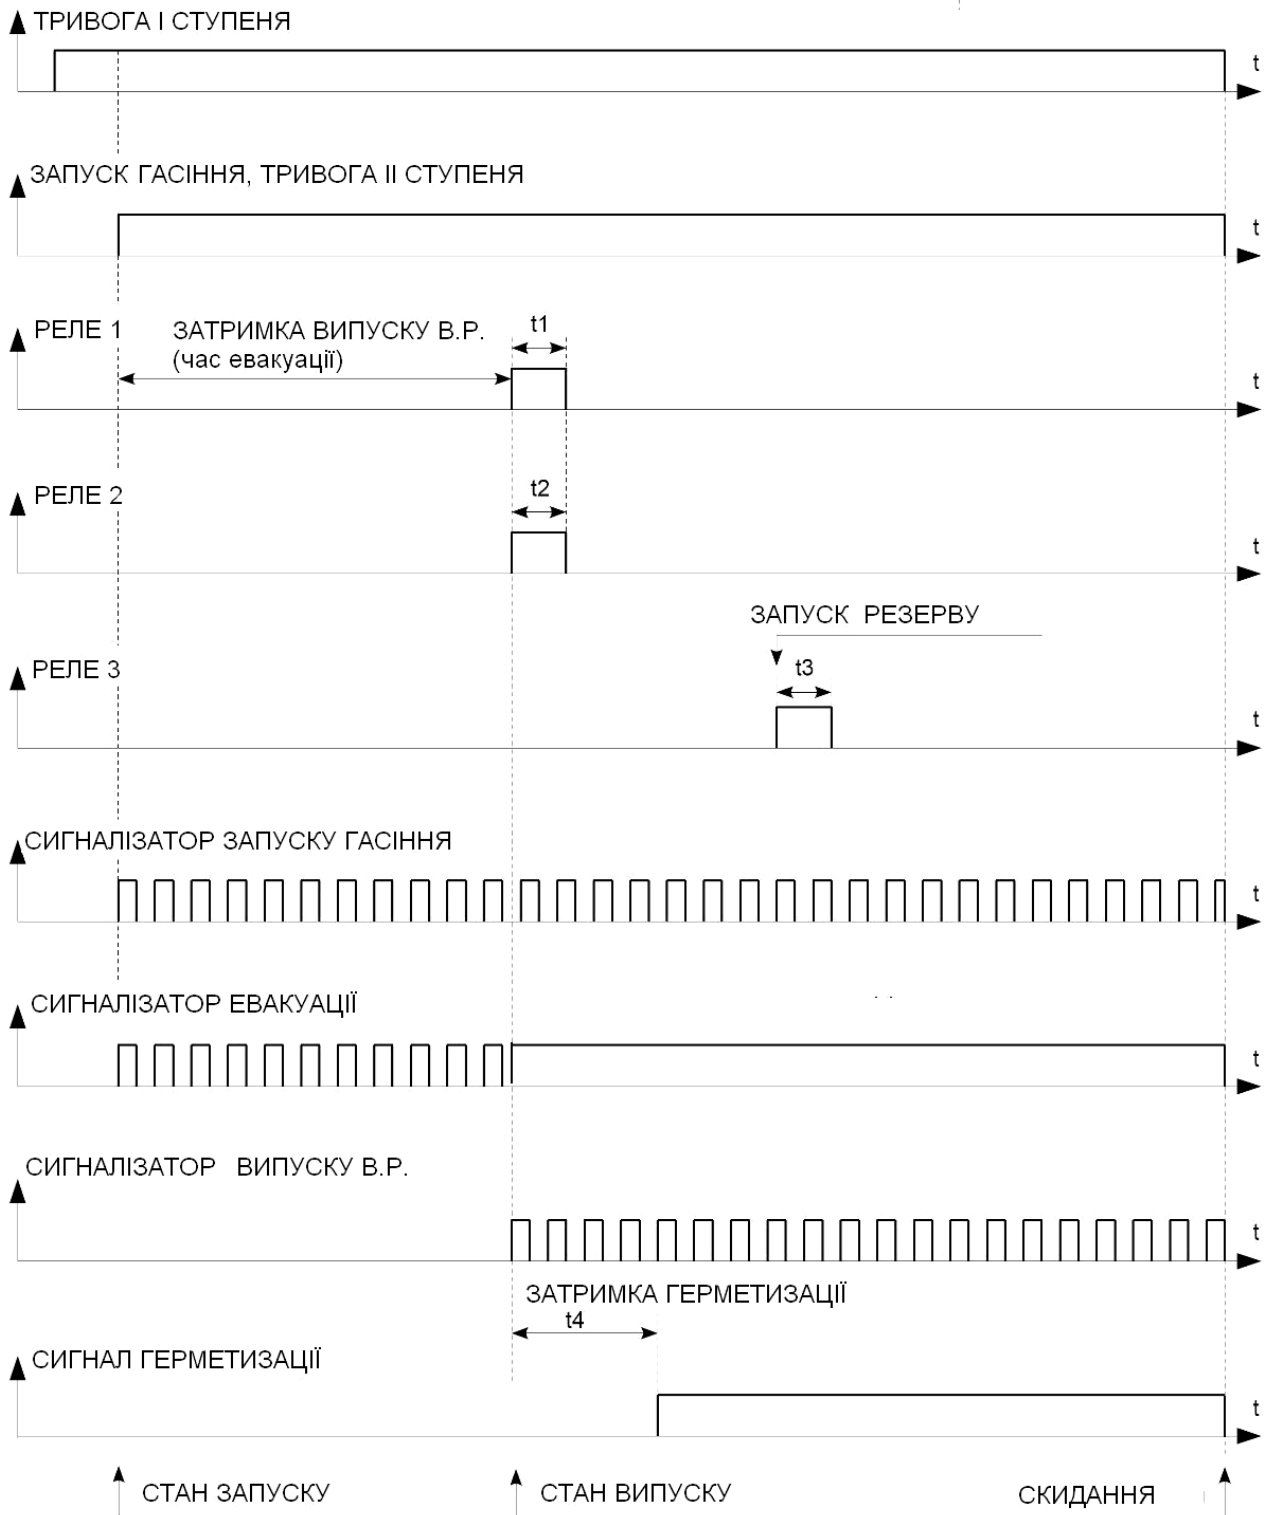 ТРИВОГА І СТУПЕНЯ
t
ЗАПУСК ГАСІННЯ, ТРИВОГА ІІ СТУПЕНЯ
t
РЕЛЕ 1
ЗАТРИМКА ВИПУСКУ В.Р.
(час евакуації)
t1
t
РЕЛЕ 2
t2
t
ЗАПУСК РЕЗЕРВУ
РЕЛЕ 3
t3
t
СИГНАЛІЗАТОР ЗАПУСКУ ГАСІННЯ
t
СИГНАЛІЗАТОР ЕВАКУАЦІЇ
t
СИГНАЛІЗАТОР ВИПУСКУ В.Р.
t
ЗАТРИМКА ГЕРМЕТИЗАЦІЇ
t4
СИГНАЛ ГЕРМЕТИЗАЦІЇ
t
СТАН ЗАПУСКУ
СТАН ВИПУСКУ
СКИДАННЯ